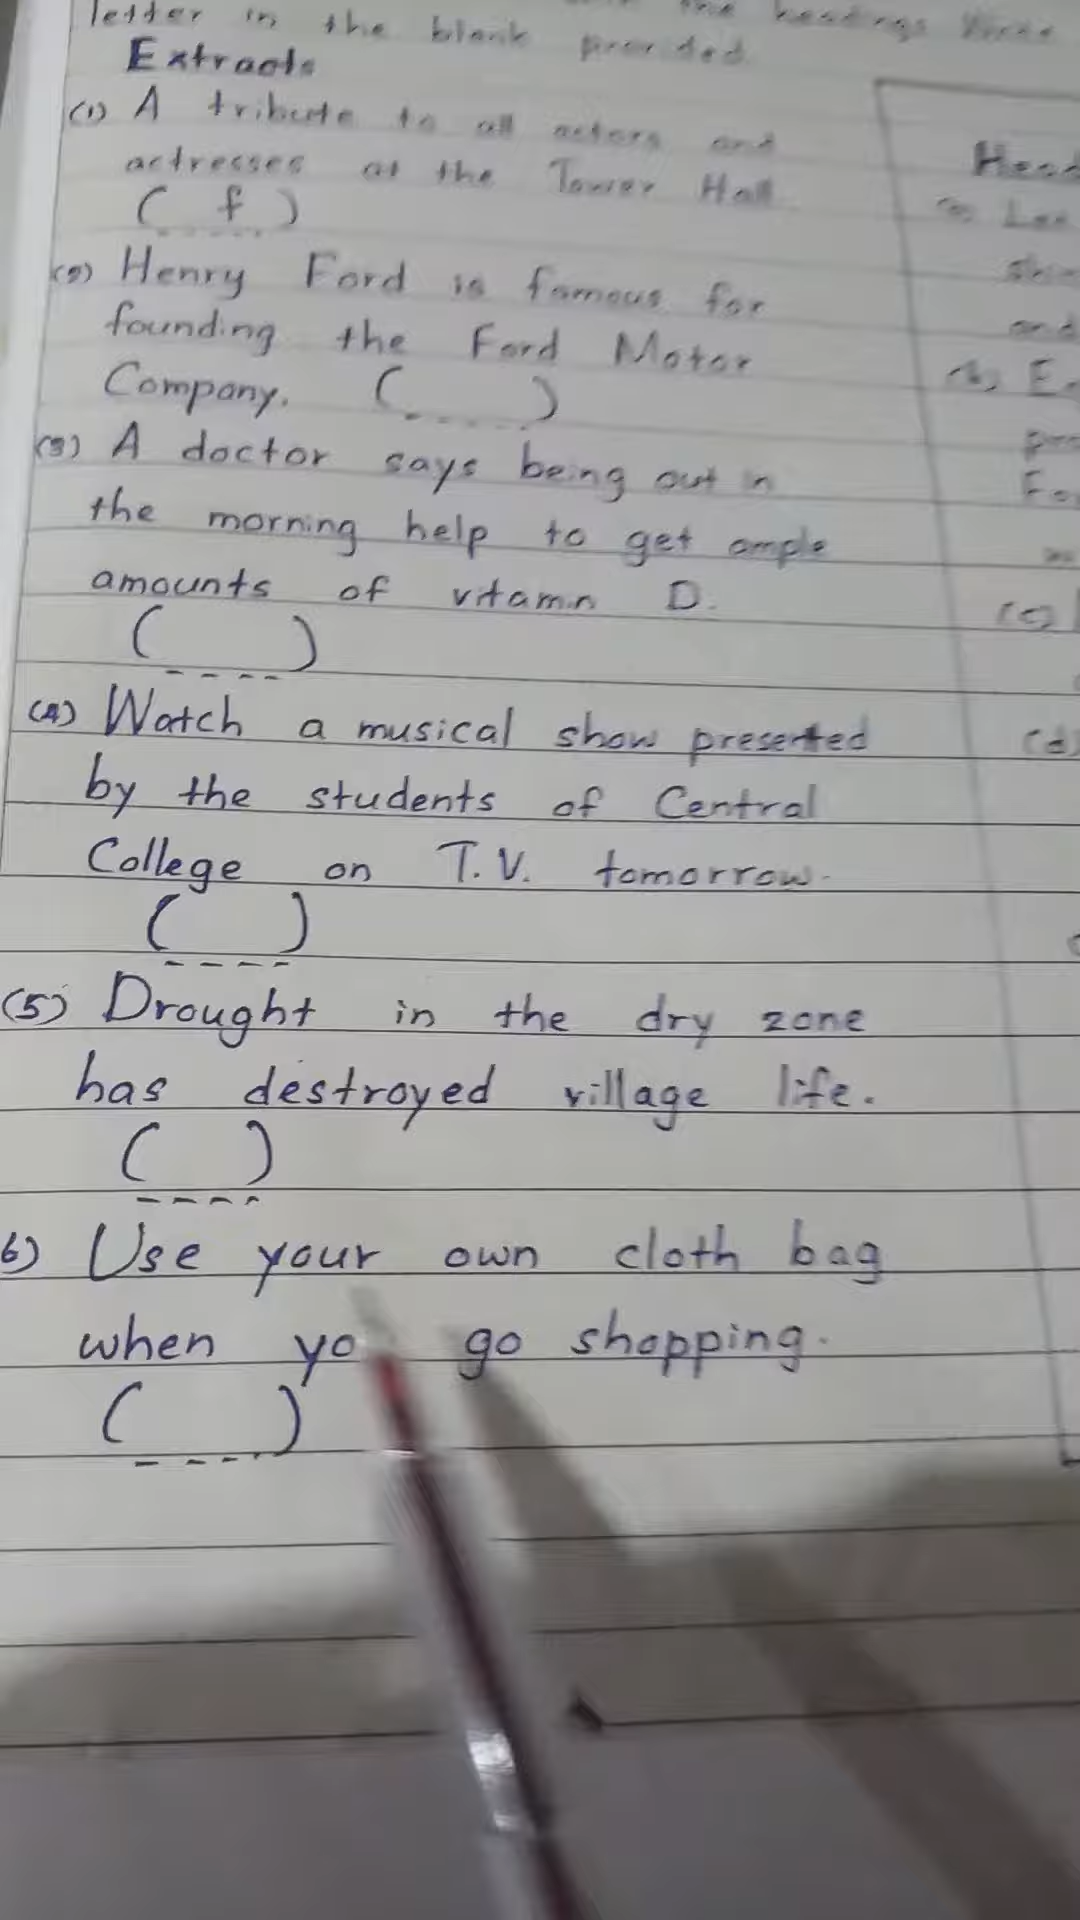 letter in the blank provided
the headings
Extracts
(1) A tribute to all actors and
actresses at the Tower Hall
( f )
(2) Henry Ford is famous for
founding the Ford Motor
Company. (.....)
(3) A doctor says being out in
the morning help to get ample
amounts of vitamin D.
( )
(4) Watch a musical show presented
by the students of Central
College on T.V. tomorrow.
( )
(5) Drought in the dry zone
has destroyed village life.
( )
6) Use your own cloth bag
when yo go shopping.
( )
Head
(b) E
Fo
(c)
(d)